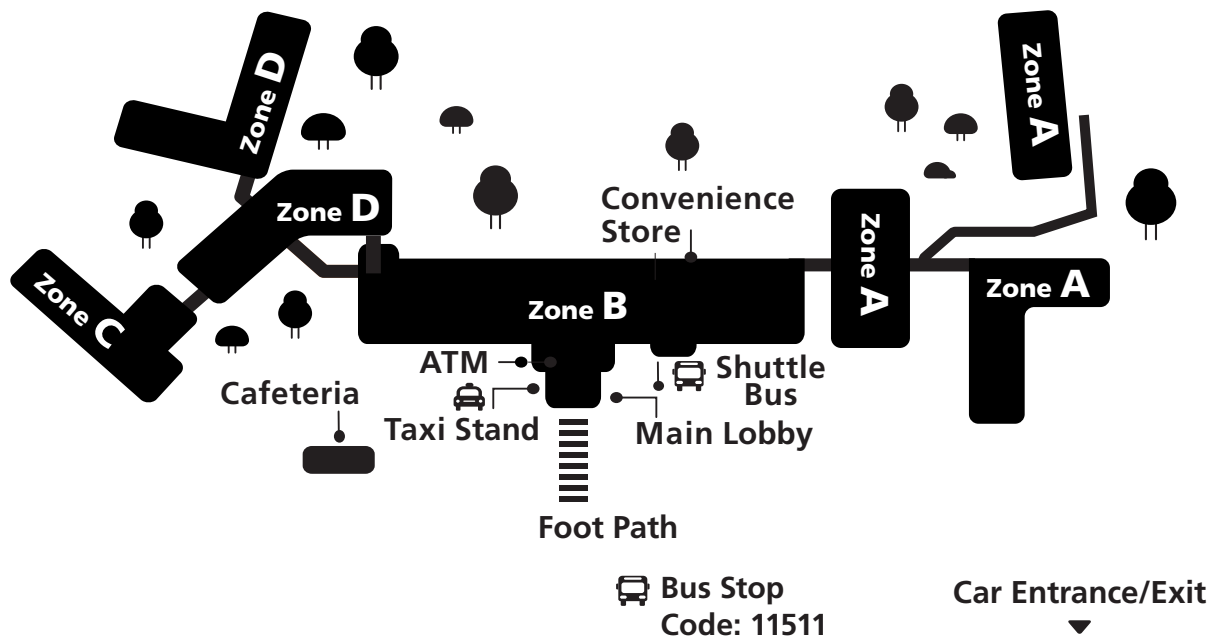 Zone D
Zone A
Convenience
Store
Zone D
Zone A
Zone C
Zone B
Zone A
ATM
Shuttle
Bus
Cafeteria
Taxi Stand
Main Lobby
Foot Path
Bus Stop
Code: 11511
Car Entrance/Exit